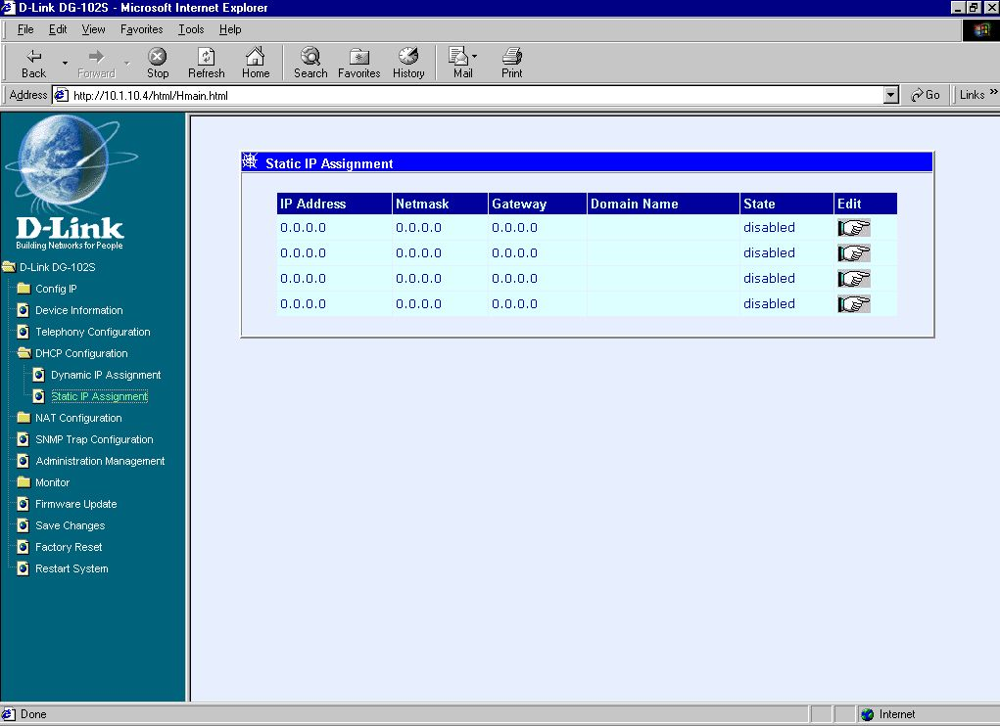 D-Link DG-102S - Microsoft Internet Explorer
File Edit View Favorites Tools Help
Back Forward Stop Refresh Home Search Favorites History Mail Print
Address http://10.1.10.4/html/Hmain.html Go Links »
D-Link
Building Networks for People
D-Link DG-102S
Config IP
Device Information
Telephony Configuration
DHCP Configuration
Dynamic IP Assignment
Static IP Assignment
NAT Configuration
SNMP Trap Configuration
Administration Management
Monitor
Firmware Update
Save Changes
Factory Reset
Restart System
Static IP Assignment
IP Address Netmask Gateway Domain Name State Edit
0.0.0.0 0.0.0.0 0.0.0.0 disabled
0.0.0.0 0.0.0.0 0.0.0.0 disabled
0.0.0.0 0.0.0.0 0.0.0.0 disabled
0.0.0.0 0.0.0.0 0.0.0.0 disabled
Done Internet